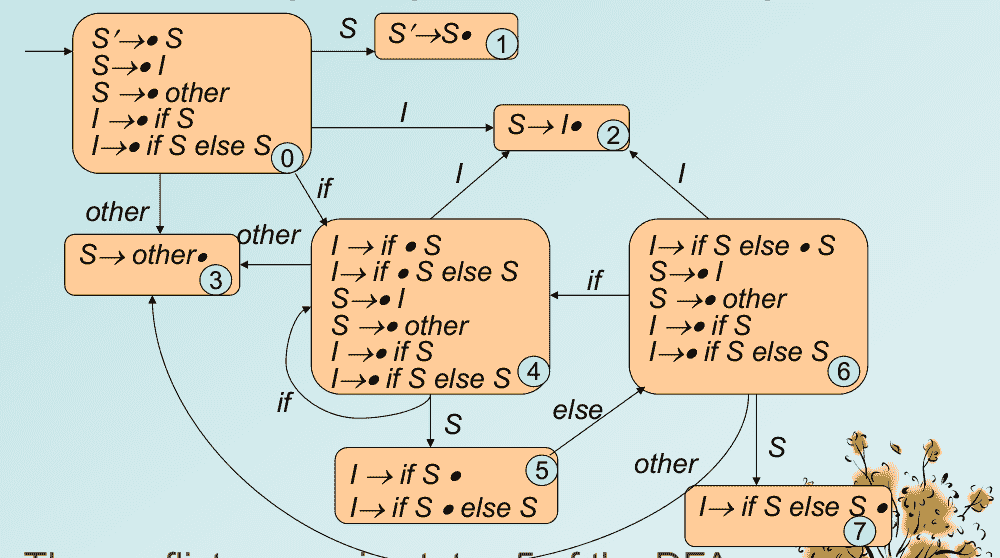 S′→• S
S→• I
S →• other
I →• if S
I→• if S else S
0
S
S′→S•
1
I
S→ I•
2
if
other
S→ other•
3
other
I
I
I → if • S
I→ if • S else S
S→• I
S →• other
I →• if S
I→• if S else S
4
if
I→ if S else • S
S→• I
S →• other
I →• if S
I→• if S else S
6
if
S
else
I → if S •
I→ if S • else S
5
other
S
I→ if S else S •
7